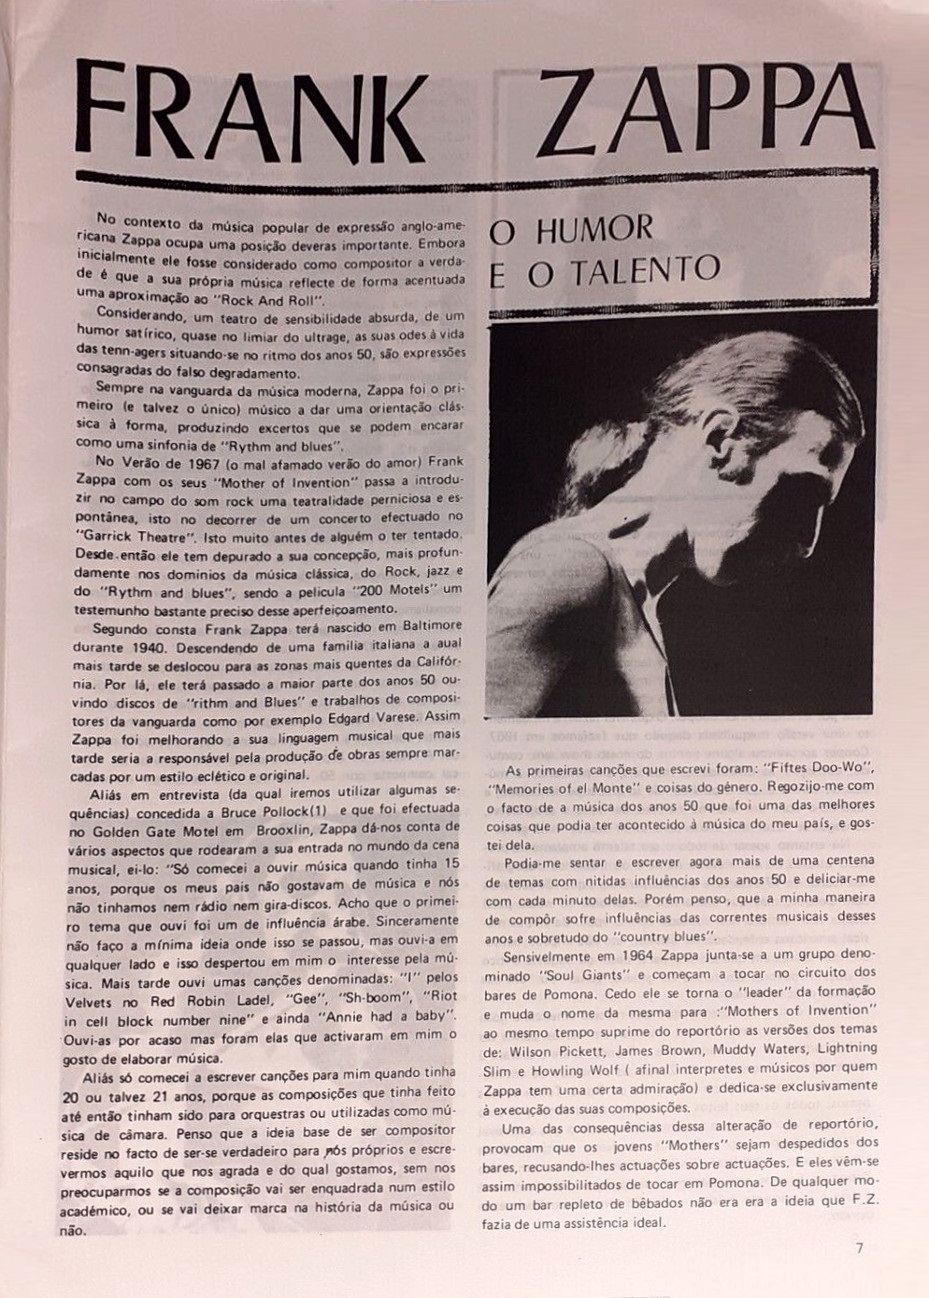 FRANK ZAPPA
O HUMOR
E O TALENTO
No contexto da música popular de expressão anglo-ame-
ricana Zappa ocupa uma posição deveras importante. Embora
inicialmente ele fosse considerado como compositor a verda-
de é que a sua própria música reflecte de forma acentuada
uma aproximação ao "Rock And Roll".
Considerando, um teatro de sensibilidade absurda, de um
humor satírico, quase no limiar do ultrage, as suas odes à vida
das tenn-agers situando-se no ritmo dos anos 50, são expressões
consagradas do falso degradamento.
Sempre na vanguarda da música moderna, Zappa foi o pri-
meiro (e talvez o único) músico a dar uma orientação clás-
sica à forma, produzindo excertos que se podem encarar
como uma sinfonia de "Rythm and blues".
No Verão de 1967 (o mal afamado verão do amor) Frank
Zappa com os seus "Mother of Invention" passa a introdu-
zir no campo do som rock uma teatralidade perniciosa e es-
pontânea, isto no decorrer de um concerto efectuado no
"Garrick Theatre". Isto muito antes de alguém o ter tentado.
Desde então ele tem depurado a sua concepção, mais profun-
damente nos dominios da música clássica, do Rock, jazz e
do "Rythm and blues", sendo a pelicula "200 Motels" um
testemunho bastante preciso desse aperfeiçoamento.
Segundo consta Frank Zappa terá nascido em Baltimore
durante 1940. Descendendo de uma familia italiana a aual
mais tarde se deslocou para as zonas mais quentes da Califór-
nia. Por lá, ele terá passado a maior parte dos anos 50 ou-
vindo discos de "rithm and Blues" e trabalhos de composi-
tores da vanguarda como por exemplo Edgard Varese. Assim
Zappa foi melhorando a sua linguagem musical que mais
tarde seria a responsável pela produção de obras sempre mar-
cadas por um estilo eclético e original.
Aliás em entrevista (da qual iremos utilizar algumas se-
quências) concedida a Bruce Pollock(1) e que foi efectuada
no Golden Gate Motel em Brooxlin, Zappa dá-nos conta de
vários aspectos que rodearam a sua entrada no mundo da cena
musical, ei-lo: "Só comecei a ouvir música quando tinha 15
anos, porque os meus pais não gostavam de música e nós
não tinhamos nem rádio nem gira-discos. Acho que o primei-
ro tema que ouvi foi um de influência árabe. Sinceramente
não faço a mínima ideia onde isso se passou, mas ouvi-a em
qualquer lado e isso despertou em mim o interesse pela mú-
sica. Mais tarde ouvi umas canções denominadas: "I" pelos
Velvets no Red Robin Ladel, "Gee", "Sh-boom", "Riot
in cell block number nine" e ainda "Annie had a baby".
Ouvi-as por acaso mas foram elas que activaram em mim o
gosto de elaborar música.
Aliás só comecei a escrever canções para mim quando tinha
20 ou talvez 21 anos, porque as composições que tinha feito
até então tinham sido para orquestras ou utilizadas como mú-
sica de câmara. Penso que a ideia base de ser compositor
reside no facto de ser-se verdadeiro para nós próprios e escre-
vermos aquilo que nos agrada e do qual gostamos, sem nos
preocuparmos se a composição vai ser enquadrada num estilo
académico, ou se vai deixar marca na história da música ou
não.
As primeiras canções que escrevi foram: "Fiftes Doo-Wo",
"Memories of el Monte" e coisas do gênero. Regozijo-me com
o facto de a música dos anos 50 que foi uma das melhores
coisas que podia ter acontecido à música do meu país, e gos-
tei dela.
Podia-me sentar e escrever agora mais de uma centena
de temas com nitidas influências dos anos 50 e deliciar-me
com cada minuto delas. Porém penso, que a minha maneira
de compôr sofre influências das correntes musicais desses
anos e sobretudo do "country blues".
Sensivelmente em 1964 Zappa junta-se a um grupo deno-
minado "Soul Giants" e começam a tocar no circuito dos
bares de Pomona. Cedo ele se torna o "leader" da formação
e muda o nome da mesma para :"Mothers of Invention"
ao mesmo tempo suprime do reportório as versões dos temas
de: Wilson Pickett, James Brown, Muddy Waters, Lightning
Slim e Howling Wolf ( afinal interpretes e músicos por quem
Zappa tem uma certa admiração) e dedica-se exclusivamente
à execução das suas composições.
Uma das consequências dessa alteração de reportório,
provocam que os jovens "Mothers" sejam despedidos dos
bares, recusando-lhes actuações sobre actuações. E eles vêm-se
assim impossibilitados de tocar em Pomona. De qualquer mo-
do um bar repleto de bêbados não era era a ideia que F.Z.
fazia de uma assistência ideal.
7